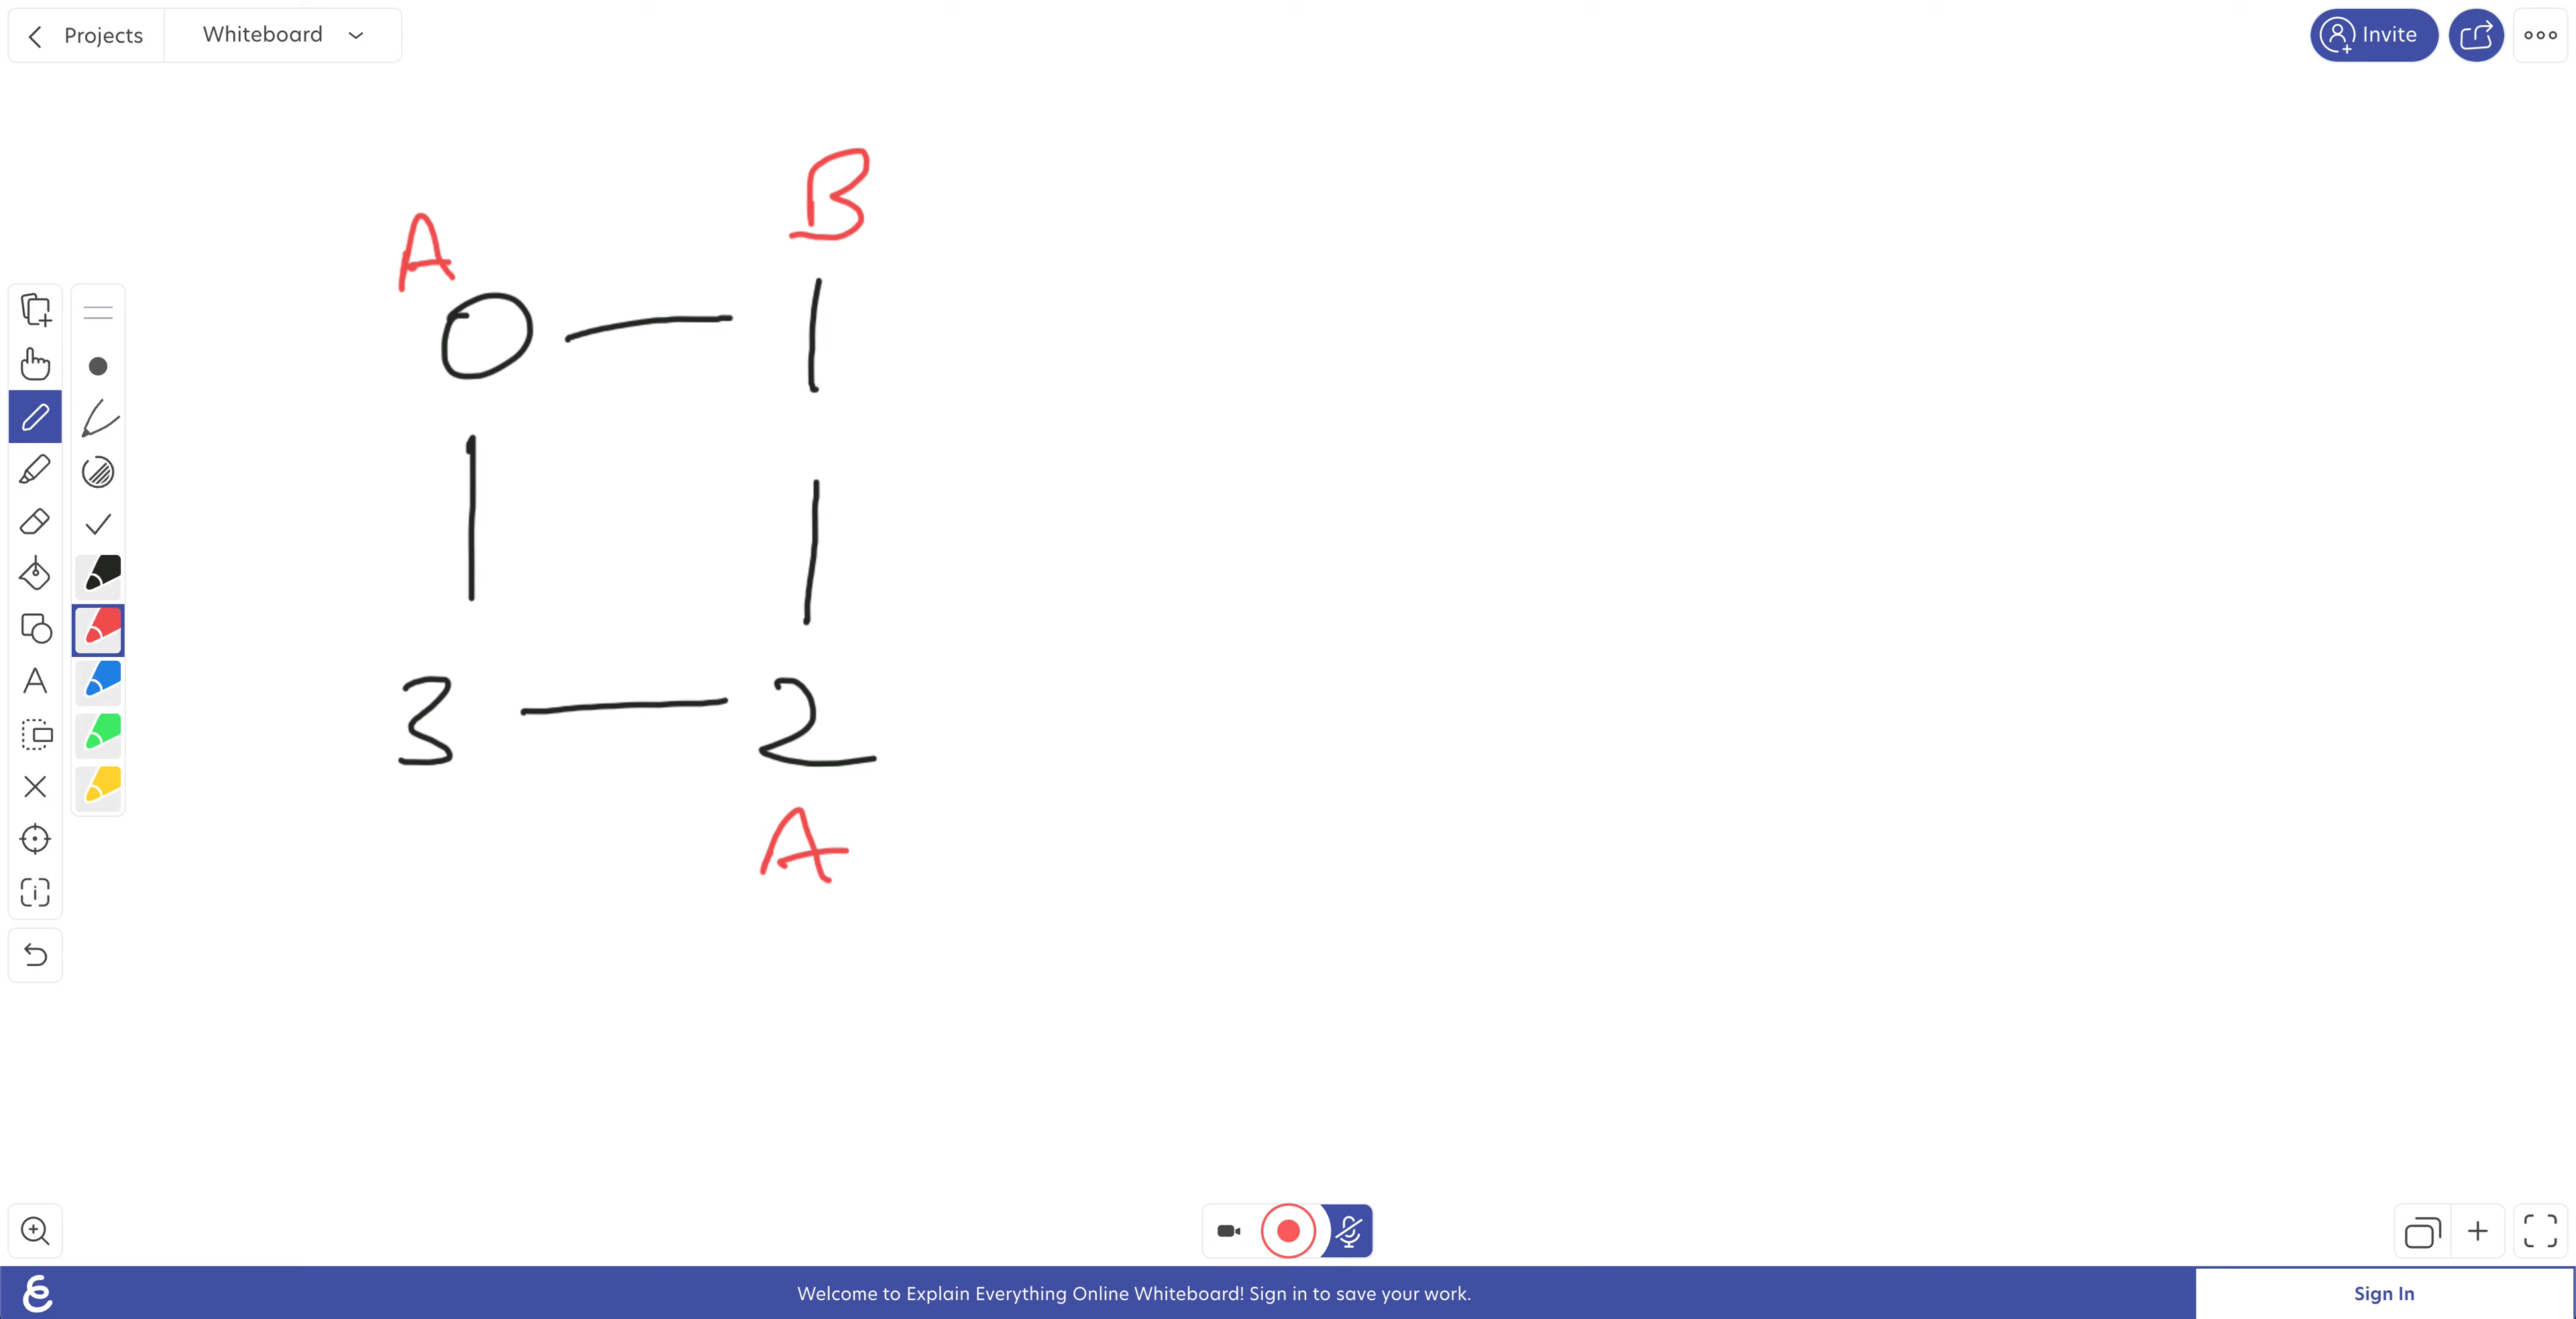 Projects Whiteboard Invite
B
A
0 — 1
3 — 2
A
Welcome to Explain Everything Online Whiteboard! Sign in to save your work. Sign In